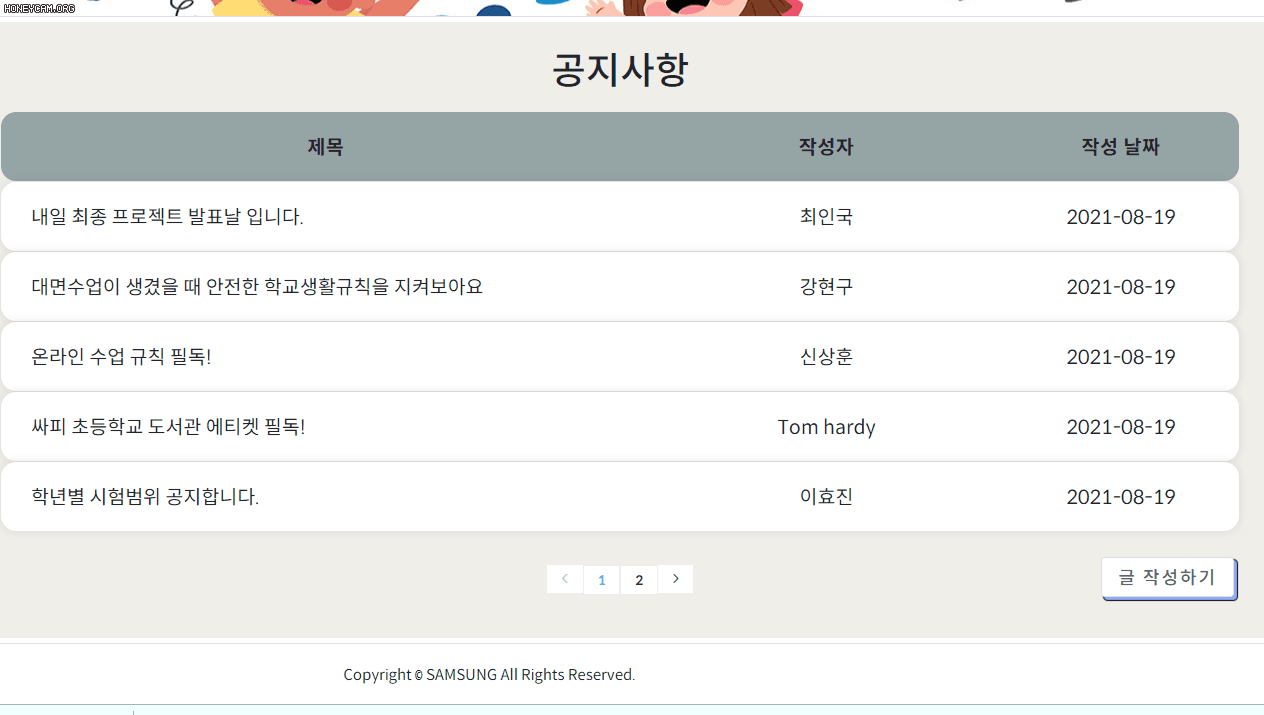 HONEYCAM.ORG
공지사항
제목 작성자 작성 날짜
내일 최종 프로젝트 발표날 입니다. 최인국 2021-08-19
대면수업이 생겼을 때 안전한 학교생활규칙을 지켜보아요 강현구 2021-08-19
온라인 수업 규칙 필독! 신상훈 2021-08-19
싸피 초등학교 도서관 에티켓 필독! Tom hardy 2021-08-19
학년별 시험범위 공지합니다. 이효진 2021-08-19
1 2 글 작성하기
Copyright © SAMSUNG All Rights Reserved.